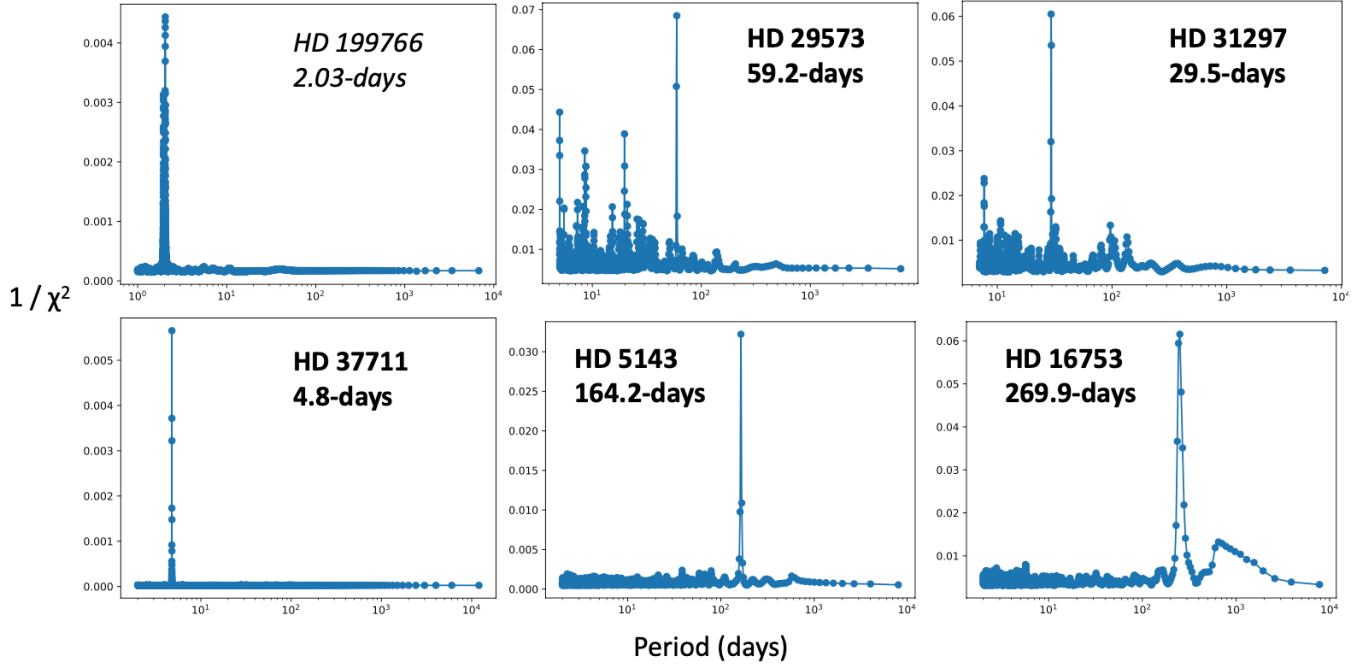 HD 199766
2.03-days
0.004
0.003
0.002
0.001
0.000
10⁰ 10¹ 10² 10³ 10⁴
HD 29573
59.2-days
0.07
0.06
0.05
0.04
0.03
0.02
0.01
10¹ 10² 10³
HD 31297
29.5-days
0.06
0.05
0.04
0.03
0.02
0.01
10¹ 10² 10³ 10⁴
1 / χ²
HD 37711
4.8-days
0.005
0.004
0.003
0.002
0.001
0.000
10¹ 10² 10³ 10⁴
HD 5143
164.2-days
0.030
0.025
0.020
0.015
0.010
0.005
0.000
10¹ 10² 10³ 10⁴
HD 16753
269.9-days
0.06
0.05
0.04
0.03
0.02
0.01
10¹ 10² 10³ 10⁴
Period (days)